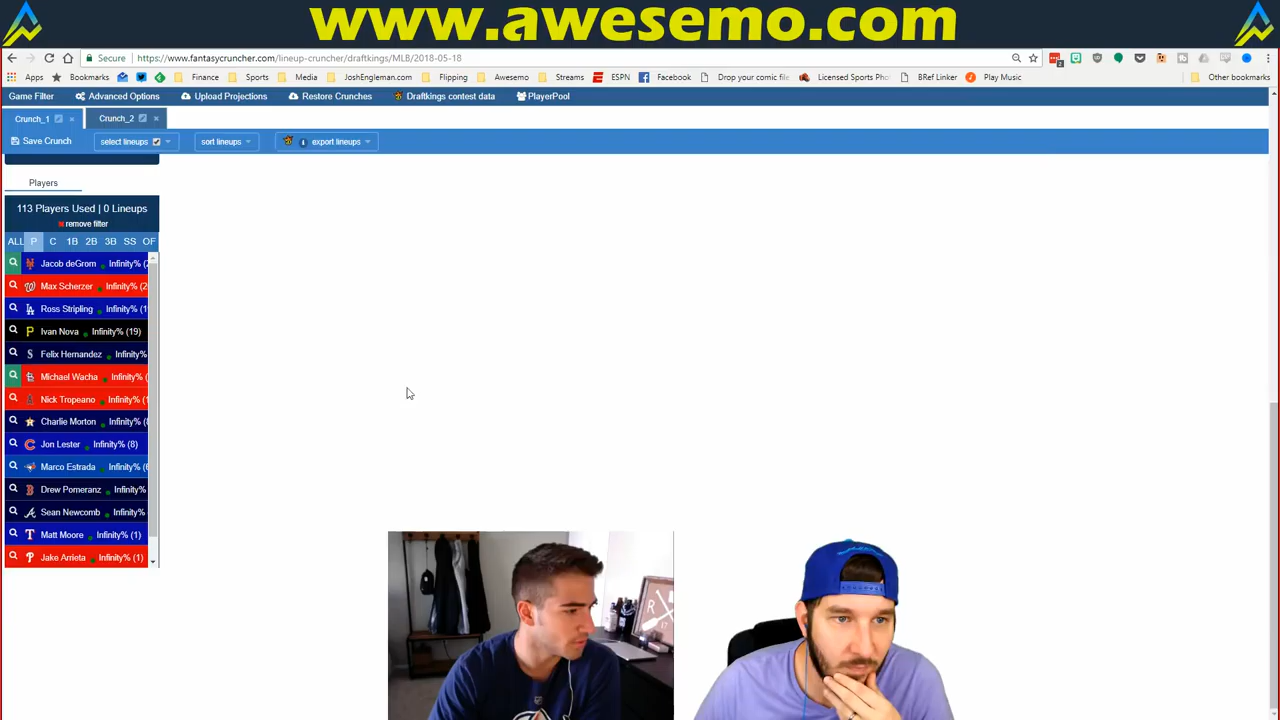 www.awesemo.com
Secure https://www.fantasycruncher.com/lineup-cruncher/draftkings/MLB/2018-05-18
Apps Bookmarks Finance Sports Media JoshEngleman.com Flipping Awesemo Streams ESPN Facebook Drop your comic file Licensed Sports Pho BRef Linker Play Music Other bookmarks
Game Filter Advanced Options Upload Projections Restore Crunches Draftkings contest data PlayerPool
Crunch_1 × Crunch_2 ×
Save Crunch select lineups sort lineups export lineups
Players
113 Players Used | 0 Lineups
remove filter
ALL P C 1B 2B 3B SS OF
Jacob deGrom Infinity% (2
Max Scherzer Infinity% (2
Ross Stripling Infinity% (1
Ivan Nova Infinity% (19)
Felix Hernandez Infinity%
Michael Wacha Infinity% (
Nick Tropeano Infinity% (1
Charlie Morton Infinity% (8
Jon Lester Infinity% (8)
Marco Estrada Infinity% (
Drew Pomeranz Infinity%
Sean Newcomb Infinity%
Matt Moore Infinity% (1)
Jake Arrieta Infinity% (1)